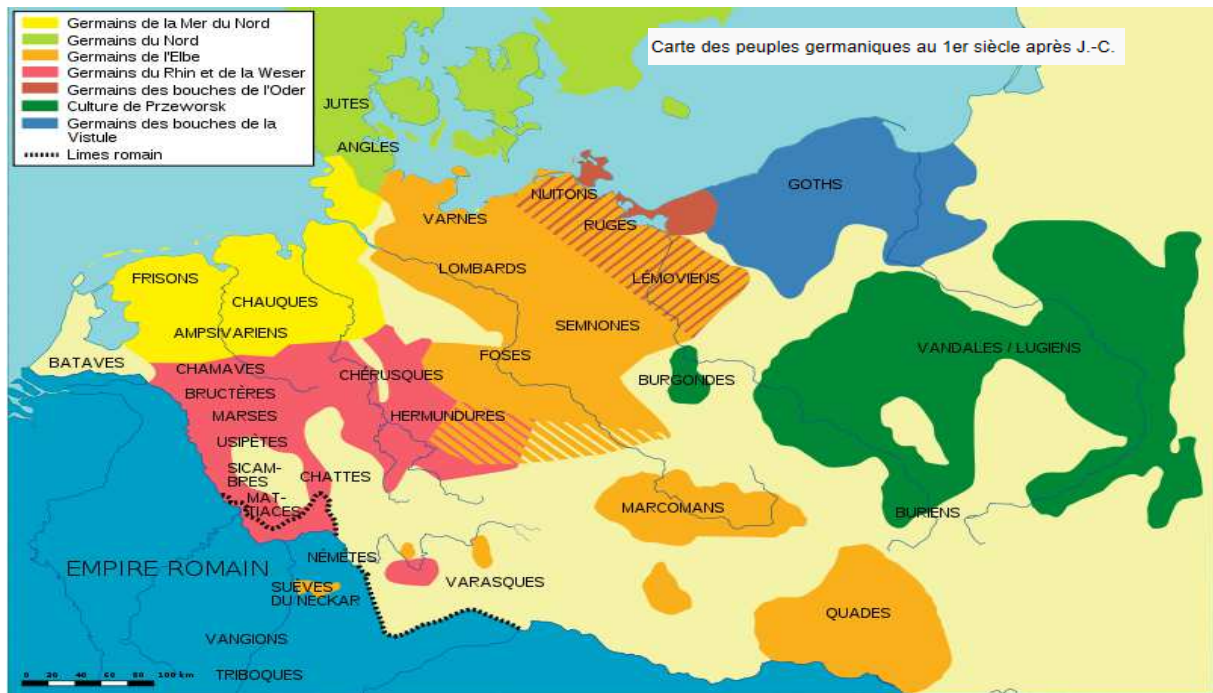 Germains de la Mer du Nord
Germains du Nord
Germains de l'Elbe
Germains du Rhin et de la Weser
Germains des bouches de l'Oder
Culture de Przeworsk
Germains des bouches de la
Vistule
Limes romain
Carte des peuples germaniques au 1er siècle après J.-C.
JUTES
ANGLES
GOTHS
NUITONS
VARNES
RUGES
LOMBARDS
LÉMOVIENS
FRISONS
CHAUQUES
AMPSIVARIENS
SEMNONES
BATAVES
CHAMAVES
CHÉRUSQUES
FOSES
VANDALES / LUGIENS
BURGONDES
BRUCTÈRES
MARSES
HERMUNDURES
USIPÈTES
SICAM-
BRES
CHATTES
MAT-
TIACES
MARCOMANS
BURIENS
NÉMÈTES
EMPIRE ROMAIN
VARASQUES
SUÈVES
DU NECKAR
QUADES
VANGIONS
TRIBOQUES
0 20 40 60 80 100 km